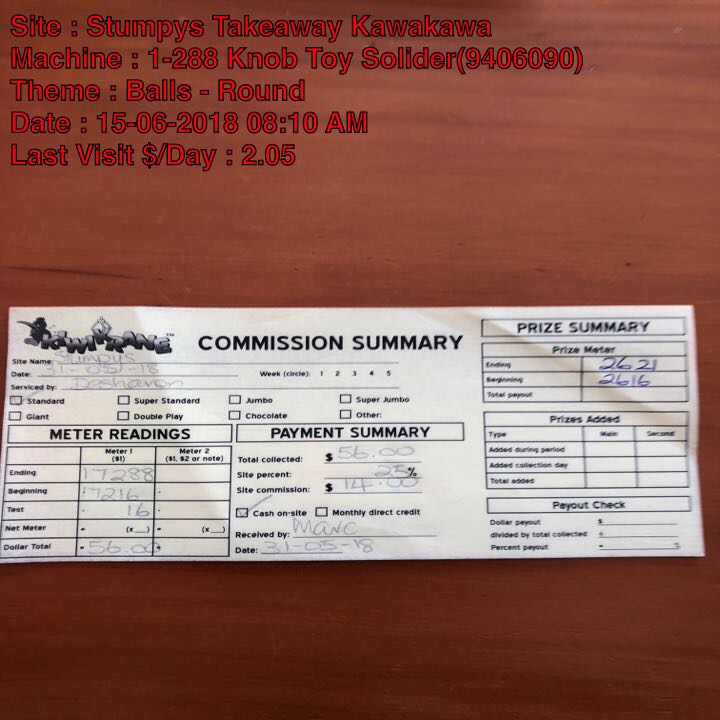 Site : Stumpys Takeaway Kawakawa
Machine : 1-288 Knob Toy Solider(9406090)
Theme : Balls - Round
Date : 15-06-2018 08:10 AM
Last Visit $/Day : 2.05
KIWIKRANE™
COMMISSION SUMMARY
Site Name: Stumpys
Date: 31-05-18
Week (circle): 1 2 3 4 5
Serviced by: Deshavon
Standard Super Standard Jumbo Super Jumbo
Giant Double Play Chocolate Other:
METER READINGS
Meter 1 ($1) Meter 2 ($1, $2 or note)
Ending 17288 -
Beginning 17216 -
Test 16 -
Net Meter = (x__) = (x__)
Dollar Total = 56.00 =
PAYMENT SUMMARY
Total collected: $ 56.00
Site percent: 25%
Site commission: $ 14.00
Cash on-site Monthly direct credit
Received by: Marc
Date: 31-05-18
PRIZE SUMMARY
Prize Meter
Ending 2621
Beginning 2616
Total payout
Prizes Added
Type Main Second
Added during period
Added collection day
Total added
Payout Check
Dollar payout $
divided by total collected ÷
Percent payout = %